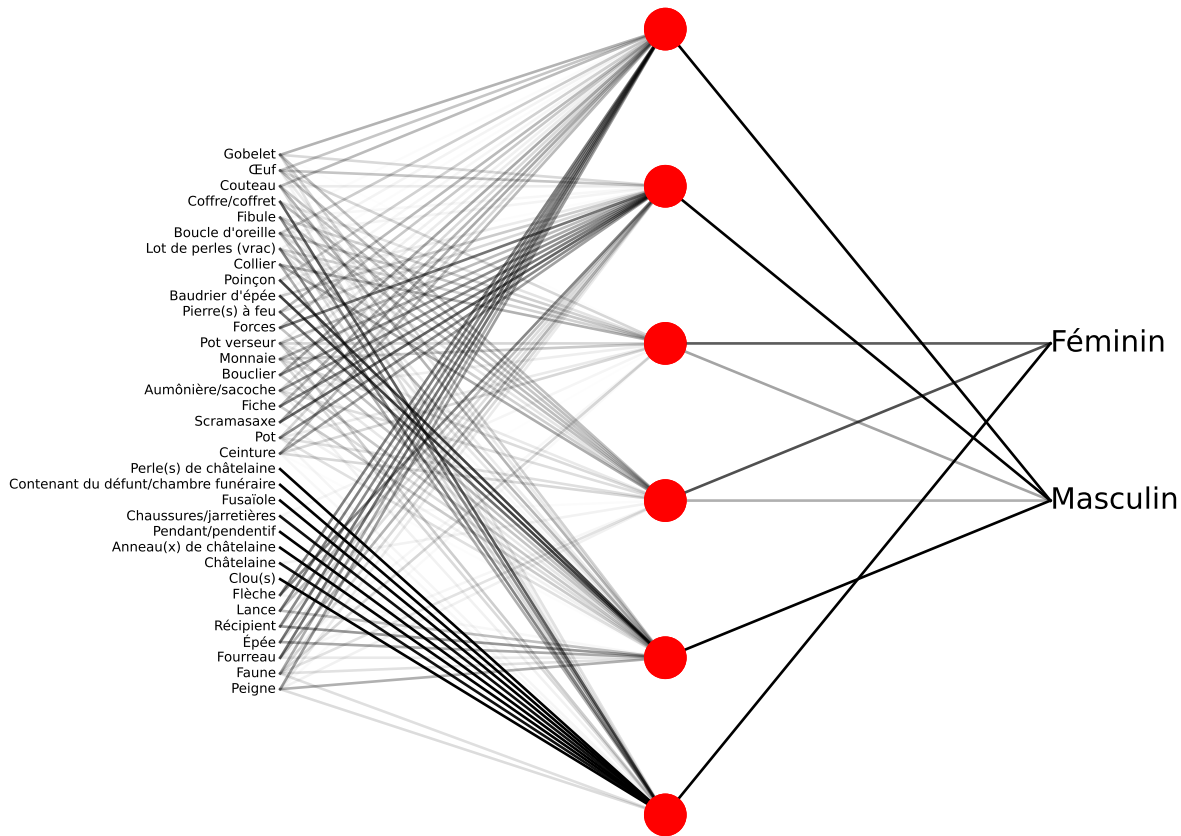 Gobelet
Œuf
Couteau
Coffre/coffret
Fibule
Boucle d'oreille
Lot de perles (vrac)
Collier
Poinçon
Baudrier d'épée
Pierre(s) à feu
Forces
Pot verseur
Monnaie
Bouclier
Aumônière/sacoche
Fiche
Scramasaxe
Pot
Ceinture
Perle(s) de châtelaine
Contenant du défunt/chambre funéraire
Fusaïole
Chaussures/jarretières
Pendant/pendentif
Anneau(x) de châtelaine
Châtelaine
Clou(s)
Flèche
Lance
Récipient
Épée
Fourreau
Faune
Peigne
Féminin
Masculin